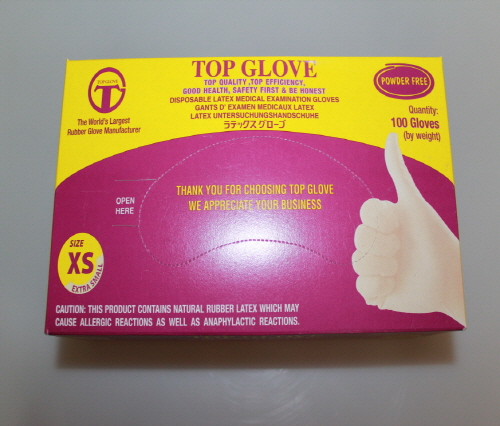 TOP GLOVE
TG
The World's Largest
Rubber Glove Manufacturer
TOP GLOVE
TOP QUALITY ,TOP EFFICIENCY,
GOOD HEALTH, SAFETY FIRST & BE HONEST
DISPOSABLE LATEX MEDICAL EXAMINATION GLOVES
GANTS D' EXAMEN MEDICAUX LATEX
LATEX UNTERSUCHUNGSHANDSCHUHE
ラテックスグローブ
POWDER FREE
Quantity:
100 Gloves
(by weight)
OPEN
HERE
THANK YOU FOR CHOOSING TOP GLOVE
WE APPRECIATE YOUR BUSINESS
SIZE
XS
EXTRA SMALL
CAUTION: THIS PRODUCT CONTAINS NATURAL RUBBER LATEX WHICH MAY
CAUSE ALLERGIC REACTIONS AS WELL AS ANAPHYLACTIC REACTIONS.